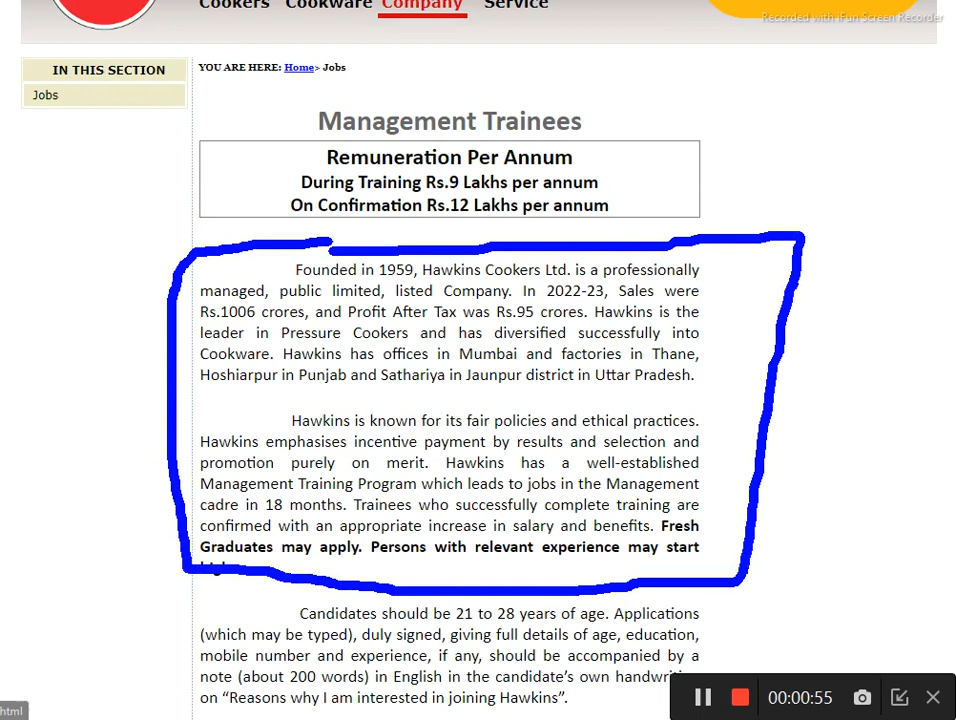 Cookers Cookware Company Service
Recorded with iFun Screen Recorder
IN THIS SECTION
YOU ARE HERE: Home> Jobs
Jobs
Management Trainees
Remuneration Per Annum
During Training Rs.9 Lakhs per annum
On Confirmation Rs.12 Lakhs per annum
Founded in 1959, Hawkins Cookers Ltd. is a professionally
managed, public limited, listed Company. In 2022-23, Sales were
Rs.1006 crores, and Profit After Tax was Rs.95 crores. Hawkins is the
leader in Pressure Cookers and has diversified successfully into
Cookware. Hawkins has offices in Mumbai and factories in Thane,
Hoshiarpur in Punjab and Sathariya in Jaunpur district in Uttar Pradesh.
Hawkins is known for its fair policies and ethical practices.
Hawkins emphasises incentive payment by results and selection and
promotion purely on merit. Hawkins has a well-established
Management Training Program which leads to jobs in the Management
cadre in 18 months. Trainees who successfully complete training are
confirmed with an appropriate increase in salary and benefits. Fresh
Graduates may apply. Persons with relevant experience may start
Candidates should be 21 to 28 years of age. Applications
(which may be typed), duly signed, giving full details of age, education,
mobile number and experience, if any, should be accompanied by a
note (about 200 words) in English in the candidate's own
on “Reasons why I am interested in joining Hawkins”.
00:00:55
html